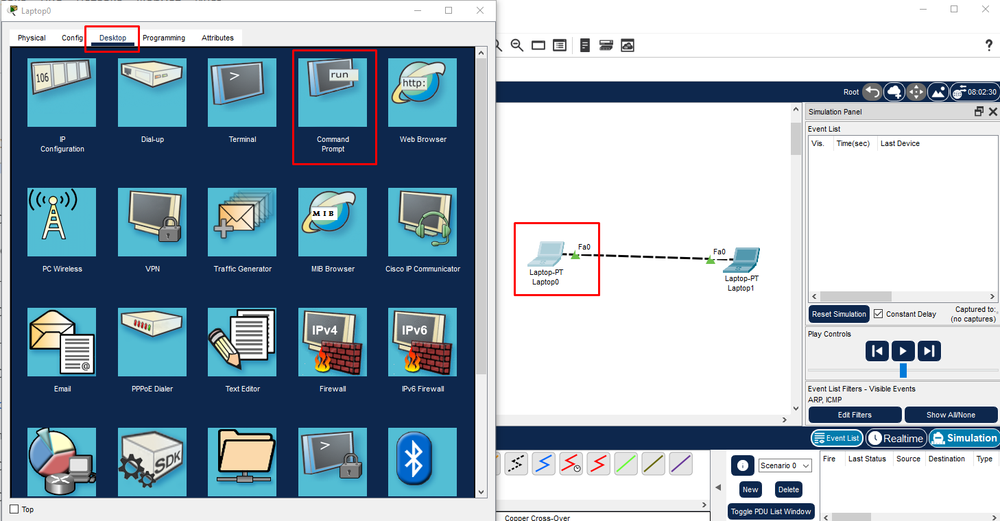 Laptop0
Physical Config Desktop Programming Attributes
106
>
run
http:
IP Configuration
Dial-up
Terminal
Command Prompt
Web Browser
MIB
PC Wireless
VPN
Traffic Generator
MIB Browser
Cisco IP Communicator
@
IPv4
IPv6
Email
PPPoE Dialer
Text Editor
Firewall
IPv6 Firewall
SDK
>
Top
?
Root
08:02:30
Fa0
Laptop-PT
Laptop0
Fa0
Laptop-PT
Laptop1
Simulation Panel
Event List
Vis. Time(sec) Last Device
Reset Simulation
Constant Delay
Captured to:
(no captures)
Play Controls
Event List Filters - Visible Events
ARP, ICMP
Edit Filters
Show All/None
Event List
Realtime
Simulation
Scenario 0
New
Delete
Toggle PDU List Window
Fire Last Status Source Destination Type
Copper Cross-Over